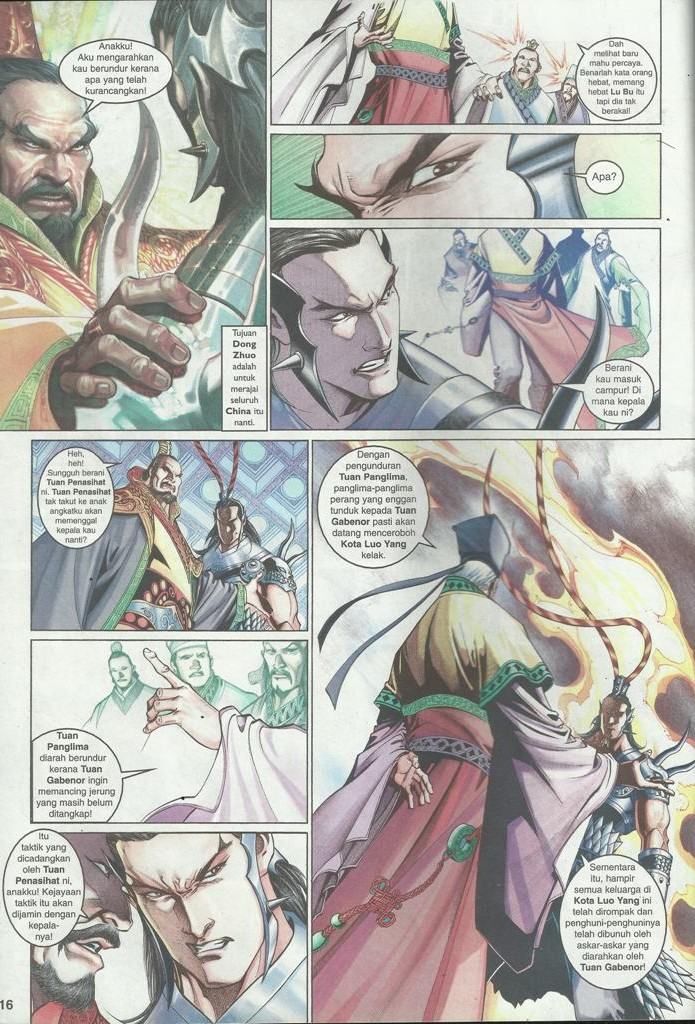 Anakku!
Aku mengarahkan
kau berundur kerana
apa yang telah
kurancangkan!
Tujuan
Dong
Zhuo
adalah
untuk
merajai
seluruh
China itu
nanti.
Dah
melihat baru
mahu percaya.
Benarlah kata orang
hebat, memang
hebat Lu Bu itu
tapi dia tak
berakal!
Apa?
Berani
kau masuk
campur! Di
mana kepala
kau ni?
Heh,
heh!
Sungguh berani
Tuan Penasihat
ni. Tuan Penasihat
tak takut ke anak
angkatku akan
memenggal
kepala kau
nanti?
Dengan
pengunduran
Tuan Panglima,
panglima-panglima
perang yang enggan
tunduk kepada Tuan
Gabenor pasti akan
datang menceroboh
Kota Luo Yang
kelak.
Tuan
Panglima
diarah berundur
kerana Tuan
Gabenor ingin
memancing jerung
yang masih belum
ditangkap!
Itu
taktik yang
dicadangkan
oleh Tuan
Penasihat ni,
anakku! Kejayaan
taktik itu akan
dijamin dengan
kepala-
nya!
Sementara
itu, hampir
semua keluarga di
Kota Luo Yang ini
telah dirompak dan
penghuni-penghuninya
telah dibunuh oleh
askar-askar yang
diarahkan oleh
Tuan Gabenor!
16